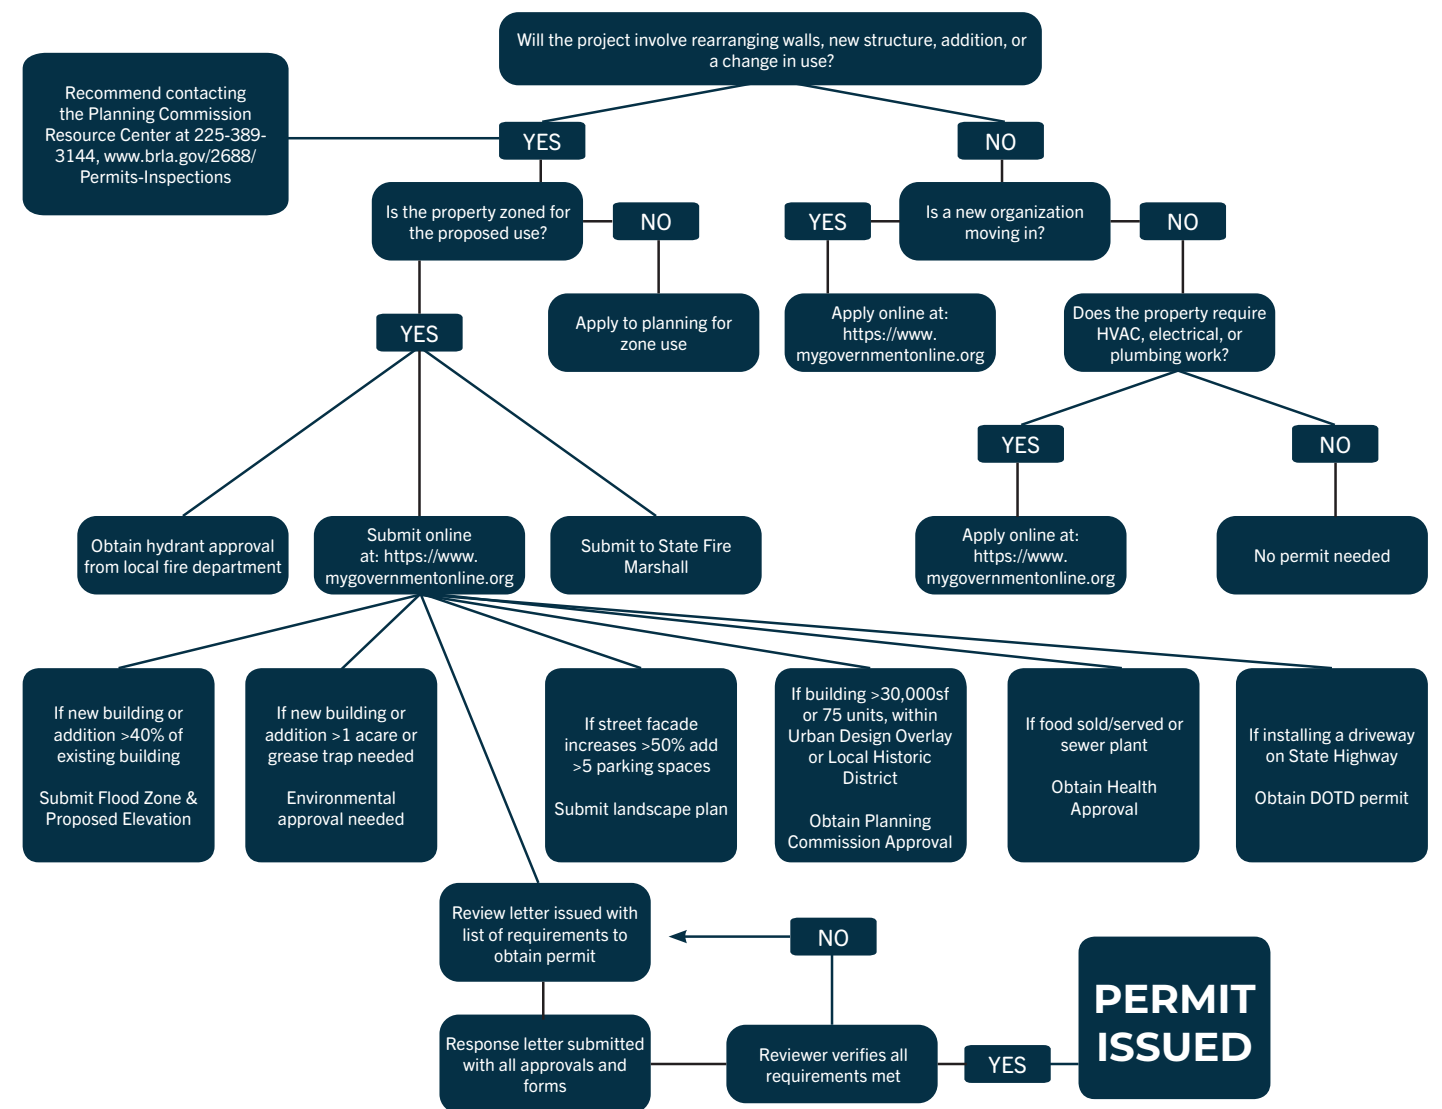 Will the project involve rearranging walls, new structure, addition, or
a change in use?
Recommend contacting
the Planning Commission
Resource Center at 225-389-
3144, www.brla.gov/2688/
Permits-Inspections
YES
NO
Is the property zoned for
the proposed use?
NO
YES
Is a new organization
moving in?
NO
YES
Apply to planning for
zone use
Apply online at:
https://www.
mygovernmentonline.org
Does the property require
HVAC, electrical, or
plumbing work?
YES
NO
Obtain hydrant approval
from local fire department
Submit online
at: https://www.
mygovernmentonline.org
Submit to State Fire
Marshall
Apply online at:
https://www.
mygovernmentonline.org
No permit needed
If new building or
addition >40% of
existing building
Submit Flood Zone &
Proposed Elevation
If new building or
addition >1 acare or
grease trap needed
Environmental
approval needed
If street facade
increases >50% add
>5 parking spaces
Submit landscape plan
If building >30,000sf
or 75 units, within
Urban Design Overlay
or Local Historic
District
Obtain Planning
Commission Approval
If food sold/served or
sewer plant
Obtain Health
Approval
If installing a driveway
on State Highway
Obtain DOTD permit
Review letter issued with
list of requirements to
obtain permit
NO
Response letter submitted
with all approvals and
forms
Reviewer verifies all
requirements met
YES
PERMIT
ISSUED